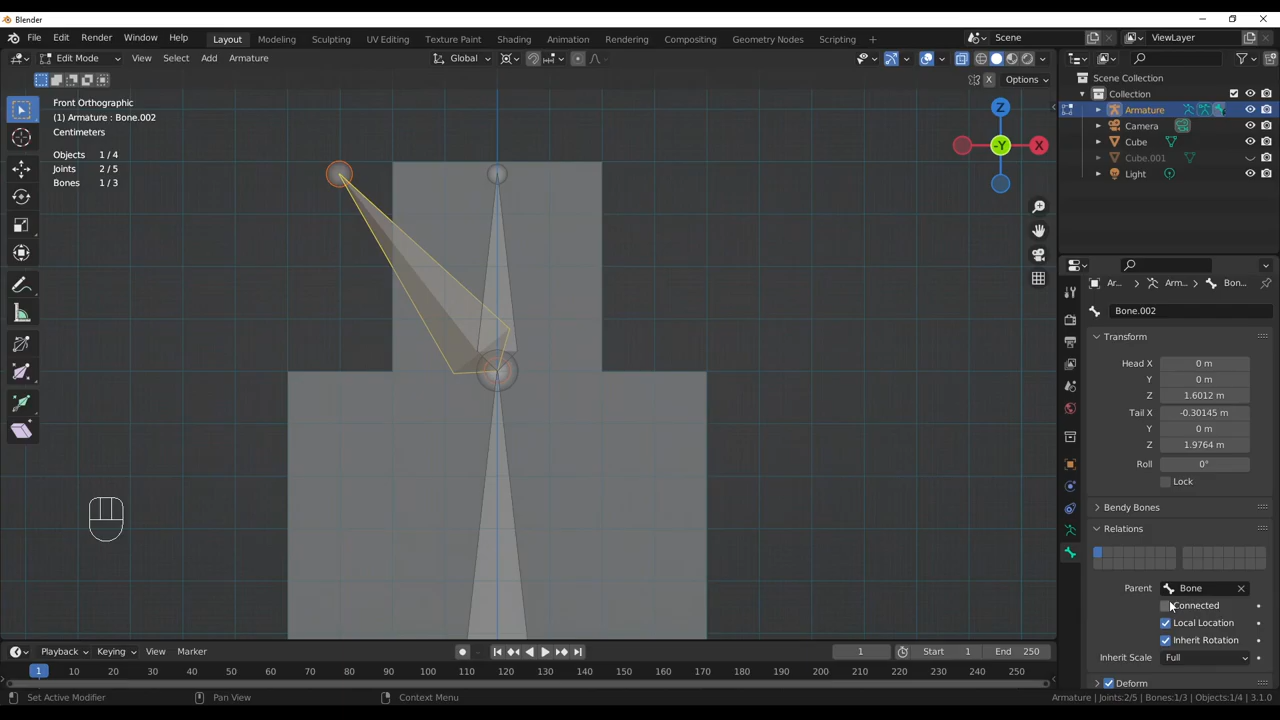 Blender
File Edit Render Window Help Layout Modeling Sculpting UV Editing Texture Paint Shading Animation Rendering Compositing Geometry Nodes Scripting Scene ViewLayer
Edit Mode View Select Add Armature Global
X Options
Scene Collection
Collection
Armature
Camera
Cube
Cube.001
Light
Front Orthographic
(1) Armature : Bone.002
Centimeters
Objects 1 / 4
Joints 2 / 5
Bones 1 / 3
Z
-Y
X
Ar... Arm... Bon...
Bone.002
Transform
Head X 0 m
Y 0 m
Z 1.6012 m
Tail X -0.30145 m
Y 0 m
Z 1.9764 m
Roll 0°
Lock
Bendy Bones
Relations
Parent Bone
Connected
Local Location
Inherit Rotation
Inherit Scale Full
Deform
Playback Keying View Marker 1 Start 1 End 250
1 10 20 30 40 50 60 70 80 90 100 110 120 130 140 150 160 170 180 190 200 210 220 230 240 250
Set Active Modifier Pan View Context Menu Armature | Joints:2/5 | Bones:1/3 | Objects:1/4 | 3.1.0